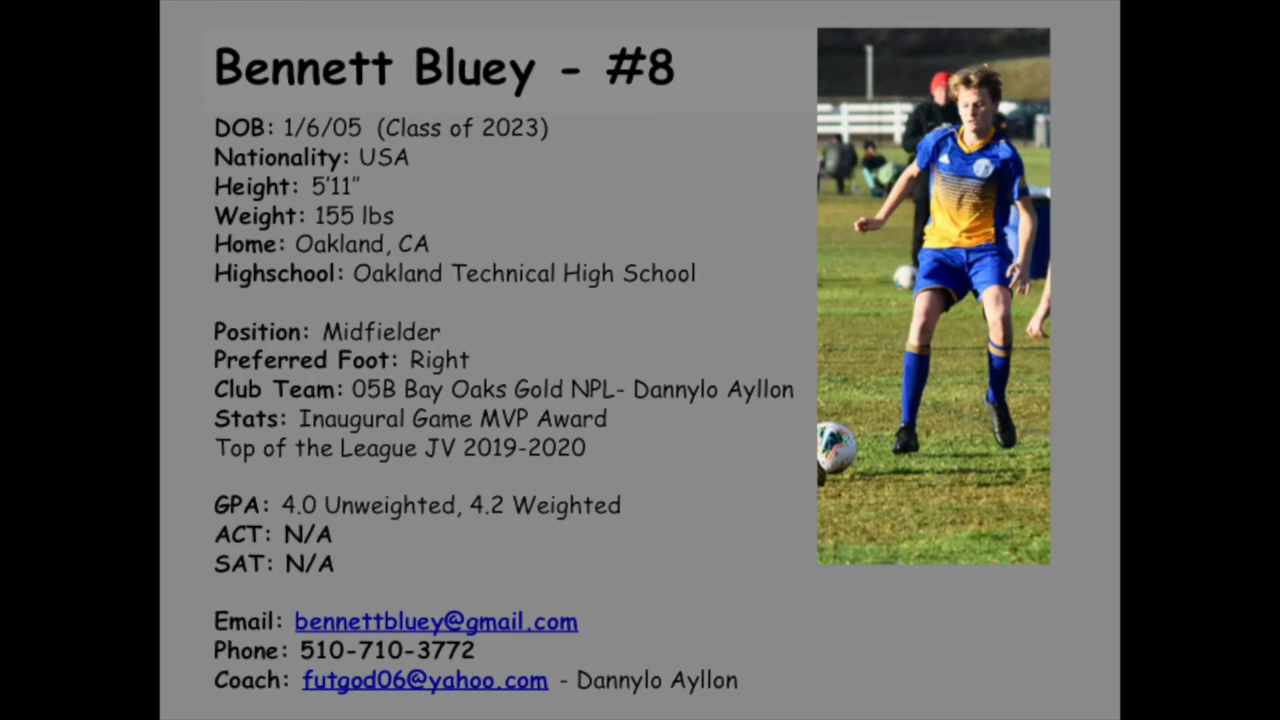 Bennett Bluey - #8
DOB: 1/6/05 (Class of 2023)
Nationality: USA
Height: 5'11"
Weight: 155 lbs
Home: Oakland, CA
Highschool: Oakland Technical High School
Position: Midfielder
Preferred Foot: Right
Club Team: 05B Bay Oaks Gold NPL- Dannylo Ayllon
Stats: Inaugural Game MVP Award
Top of the League JV 2019-2020
GPA: 4.0 Unweighted, 4.2 Weighted
ACT: N/A
SAT: N/A
Email: bennettbluey@gmail.com
Phone: 510-710-3772
Coach: futgod06@yahoo.com - Dannylo Ayllon